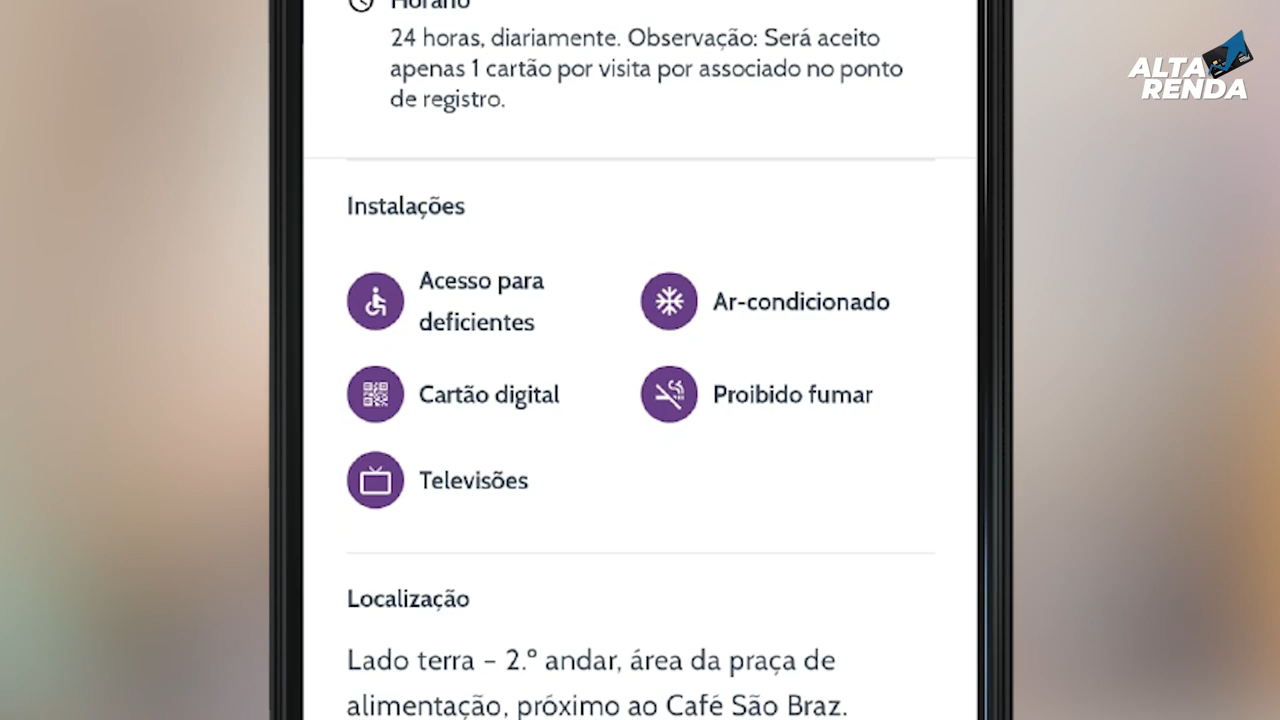 Horário
24 horas, diariamente. Observação: Será aceito
apenas 1 cartão por visita por associado no ponto
de registro.
ALTA
RENDA
Instalações
Acesso para
deficientes
Ar-condicionado
Cartão digital
Proibido fumar
Televisões
Localização
Lado terra – 2.º andar, área da praça de
alimentação, próximo ao Café São Braz.